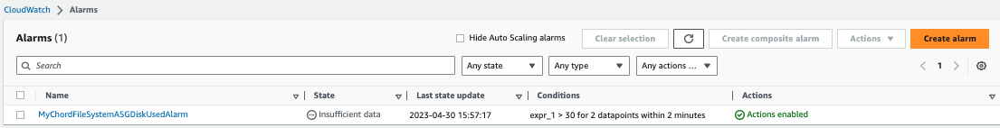 CloudWatch > Alarms
Alarms (1)
Hide Auto Scaling alarms
Clear selection
Create composite alarm
Actions
Create alarm
Search
Any state
Any type
Any actions ...
1
Name State Last state update Conditions Actions
MyChordFileSystemASGDiskUsedAlarm Insufficient data 2023-04-30 15:57:17 expr_1 > 30 for 2 datapoints within 2 minutes Actions enabled